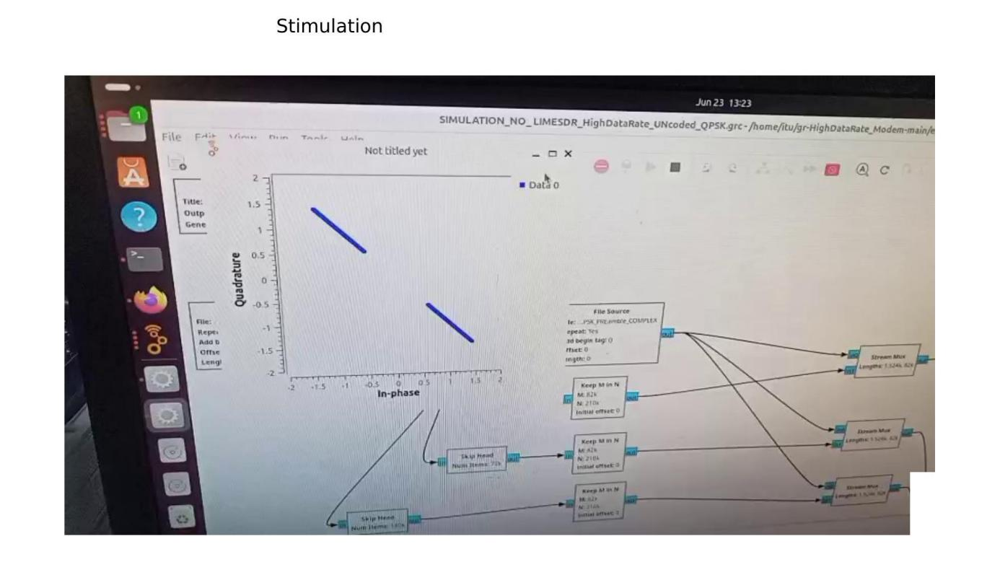 Stimulation
Jun 23 13:23
SIMULATION_NO_LIMESDR_HighDataRate_UNcoded_QPSK.grc - /home/itu/gr-HighDataRate_Modem-main/e
1
File Edit View Run Tools Help
Not titled yet
Data 0
2
1.5
1
0.5
0
-0.5
-1
-1.5
-2
Quadrature
-2 -1.5 -1 -0.5 0 0.5 1 1.5 2
In-phase
Title:
Outp
Gene
File:
Repe
Add b
Offse
Lengt
File Source
epeat: Yes
dd begin tag: 0
ffset: 0
ength: 0
out
Stream Mux
Lengths: 1.524k, 82k
Keep M in N
M: 82k
N: 210k
Initial offset: 0
Keep M in N
M: 82k
N: 210k
Initial offset: 0
Stream Mux
Lengths: 1.524k, 82k
Skip Head
Num Items:
Keep M in N
M: 82k
N: 210k
Initial offset: 0
Stream Mux
Lengths: 1.524k, 82k
Skip Head
Num Items: